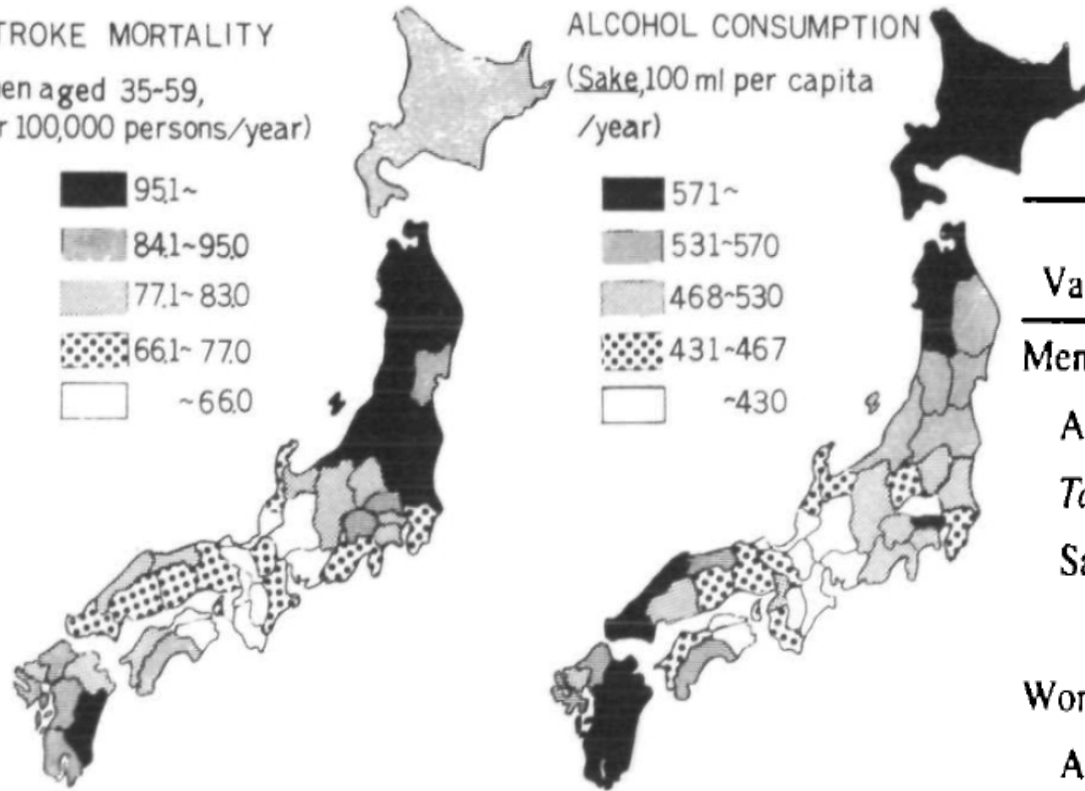 TROKE MORTALITY
en aged 35-59,
r 100,000 persons/year)
95.1~
84.1~95.0
77.1~83.0
66.1~77.0
~66.0
ALCOHOL CONSUMPTION
(Sake, 100 ml per capita
/year)
571~
531~570
468~530
431~467
~430
Va
Men
A
To
Sa
Wor
A